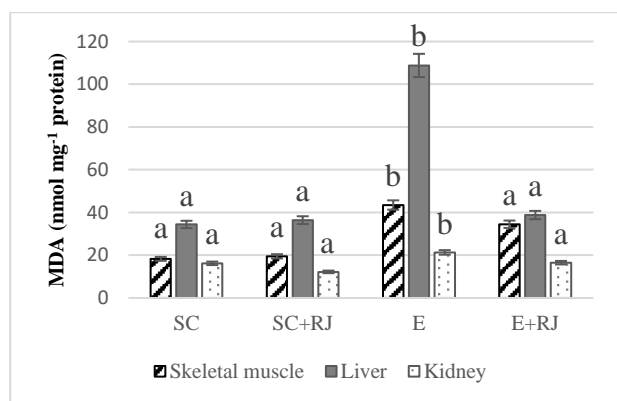 MDA (nmol mg-1 protein)
120
100
80
60
40
20
0
a a a
a a a
b b b
a a a
SC SC+RJ E E+RJ
Skeletal muscle Liver Kidney